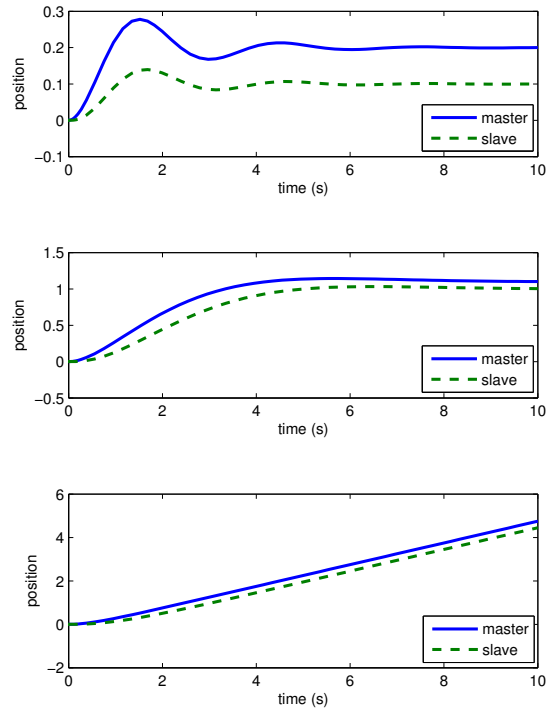 0.3
0.2
0.1
0
−0.1
position
master
slave
0 2 4 6 8 10
time (s)
1.5
1
0.5
0
−0.5
position
master
slave
0 2 4 6 8 10
time (s)
6
4
2
0
−2
position
master
slave
0 2 4 6 8 10
time (s)